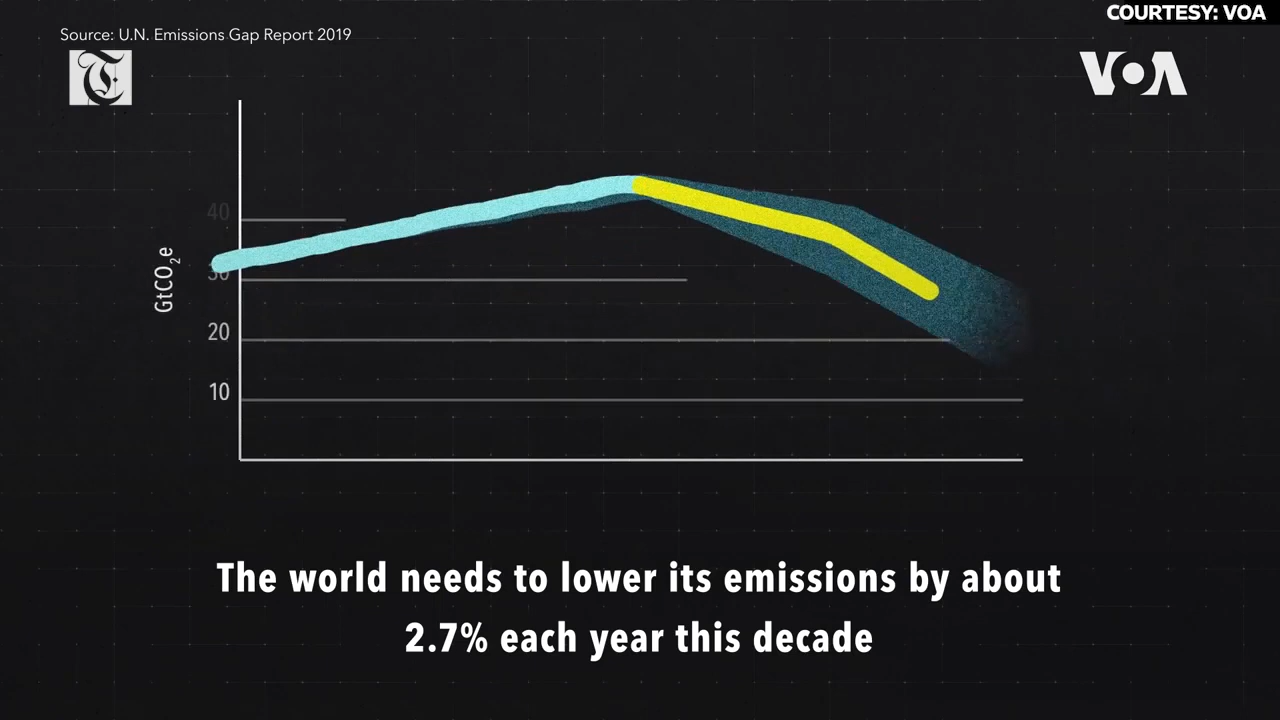 COURTESY: VOA
Source: U.N. Emissions Gap Report 2019
T
VOA
40
30
20
10
GtCO₂e
The world needs to lower its emissions by about
2.7% each year this decade